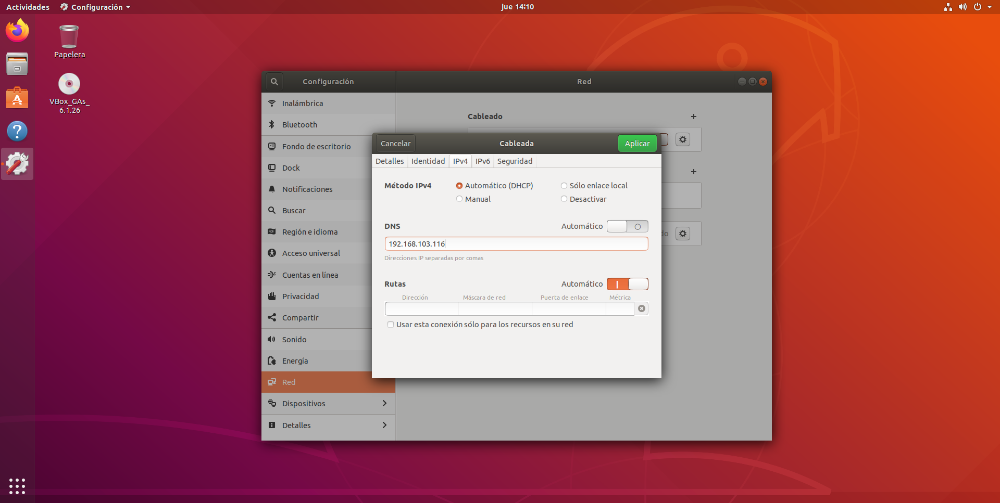 Actividades
Configuración
jue 14:10
Papelera
VBox_GAs_
6.1.26
Configuración
Red
Inalámbrica
Bluetooth
Fondo de escritorio
Dock
Notificaciones
Buscar
Región e idioma
Acceso universal
Cuentas en línea
Privacidad
Compartir
Sonido
Energía
Red
Dispositivos
Detalles
Cableado
do
Cancelar
Cableada
Aplicar
Detalles
Identidad
IPv4
IPv6
Seguridad
Método IPv4
Automático (DHCP)
Sólo enlace local
Manual
Desactivar
DNS
Automático
192.168.103.116
Direcciones IP separadas por comas
Rutas
Automático
Dirección
Máscara de red
Puerta de enlace
Métrica
Usar esta conexión sólo para los recursos en su red